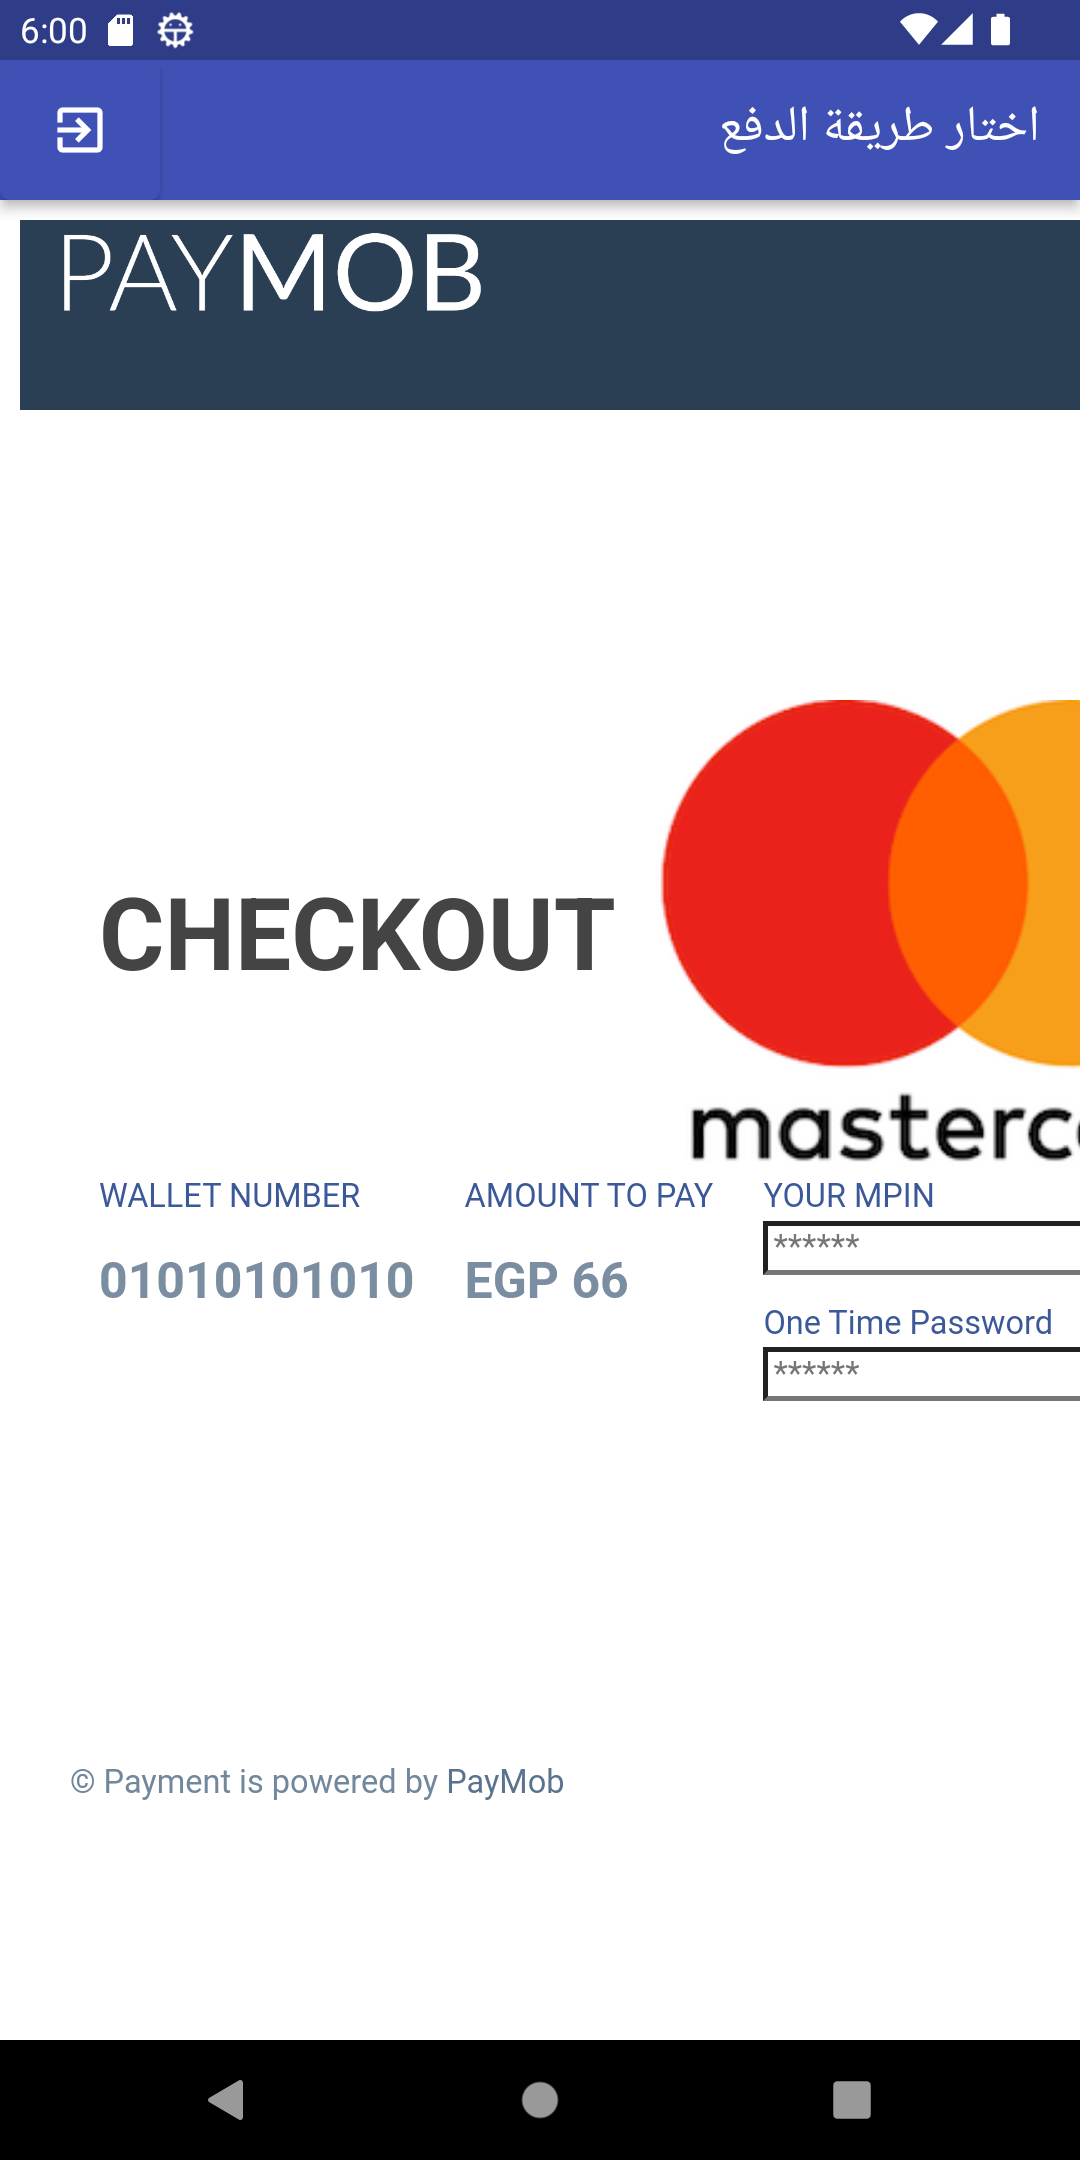 6:00
اختار طريقة الدفع
PAYMOB
CHECKOUT
masterc
WALLET NUMBER
01010101010
AMOUNT TO PAY
EGP 66
YOUR MPIN
******
One Time Password
******
© Payment is powered by PayMob